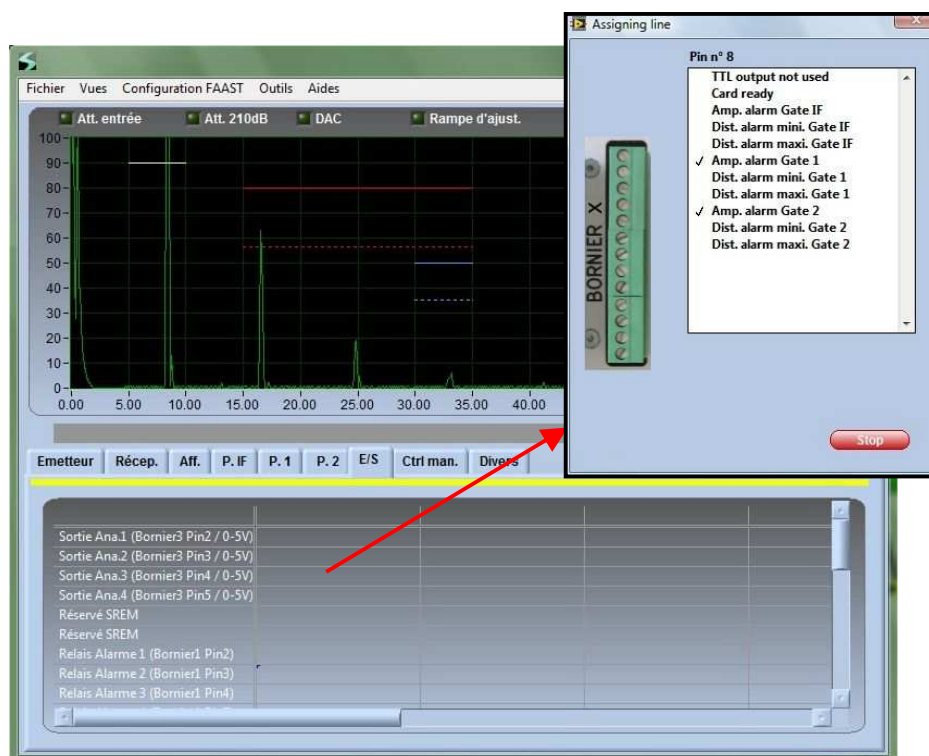 Assigning line
Pin n° 8
TTL output not used
Card ready
Amp. alarm Gate IF
Dist. alarm mini. Gate IF
Dist. alarm maxi. Gate IF
✓ Amp. alarm Gate 1
Dist. alarm mini. Gate 1
Dist. alarm maxi. Gate 1
✓ Amp. alarm Gate 2
Dist. alarm mini. Gate 2
Dist. alarm maxi. Gate 2
BORNIER X
Stop
Fichier Vues Configuration FAAST Outils Aides
Att. entrée Att. 210dB DAC Rampe d'ajust.
100
90
80
70
60
50
40
30
20
10
0
0.00 5.00 10.00 15.00 20.00 25.00 30.00 35.00 40.00
Emetteur Récep. Aff. P. IF P. 1 P. 2 E/S Ctrl man. Divers
Sortie Ana.1 (Bornier3 Pin2 / 0-5V)
Sortie Ana.2 (Bornier3 Pin3 / 0-5V)
Sortie Ana.3 (Bornier3 Pin4 / 0-5V)
Sortie Ana.4 (Bornier3 Pin5 / 0-5V)
Réservé SREM
Réservé SREM
Relais Alarme 1 (Bornier1 Pin2)
Relais Alarme 2 (Bornier1 Pin3)
Relais Alarme 3 (Bornier1 Pin4)